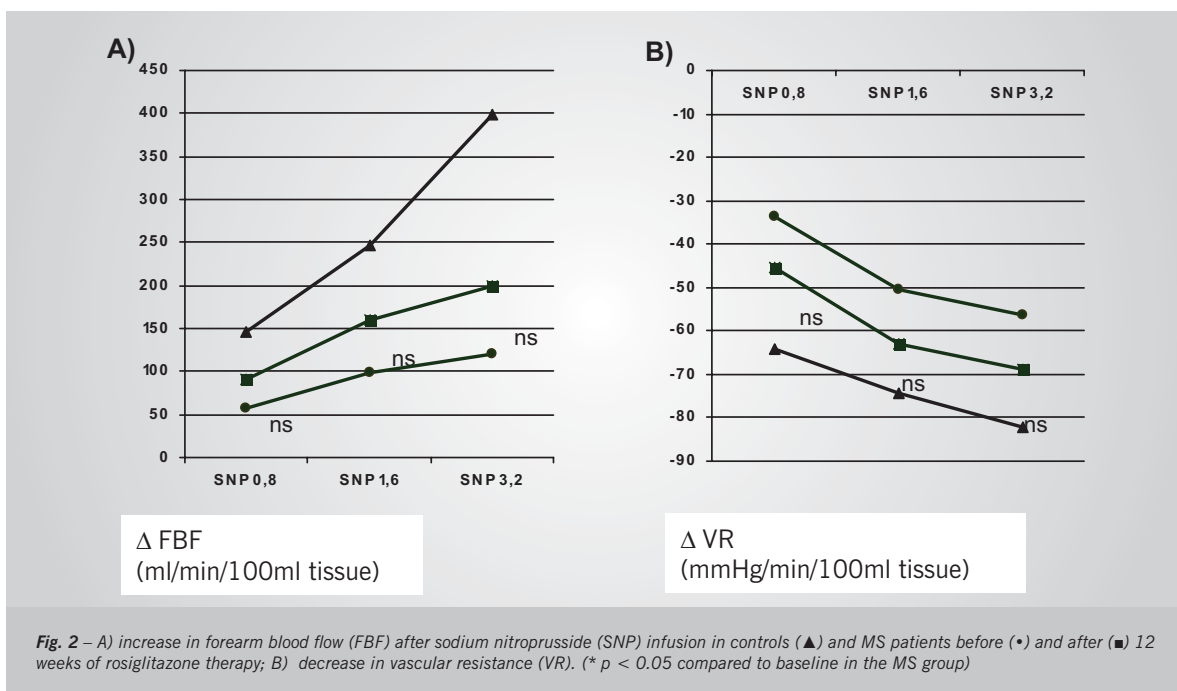 A)
450
400
350
300
250
200
150
100
50
0
SNP 0,8 SNP 1,6 SNP 3,2
ns
ns
ns
Δ FBF
(ml/min/100ml tissue)
B)
0
-10
-20
-30
-40
-50
-60
-70
-80
-90
SNP 0,8 SNP 1,6 SNP 3,2
ns
ns
ns
Δ VR
(mmHg/min/100ml tissue)
Fig. 2 – A) increase in forearm blood flow (FBF) after sodium nitroprusside (SNP) infusion in controls (▲) and MS patients before (•) and after (■) 12
weeks of rosiglitazone therapy; B) decrease in vascular resistance (VR). (* p < 0.05 compared to baseline in the MS group)